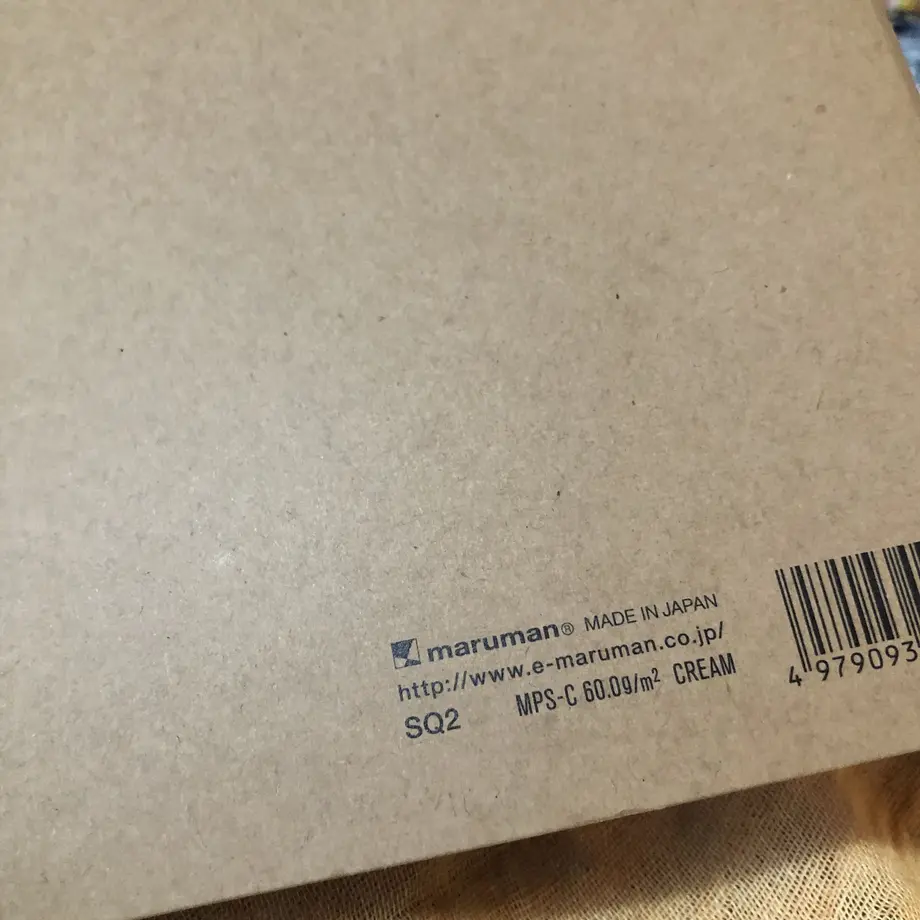 maruman® MADE IN JAPAN
http://www.e-maruman.co.jp/
SQ2 MPS-C 60.0g/m² CREAM
4 979093